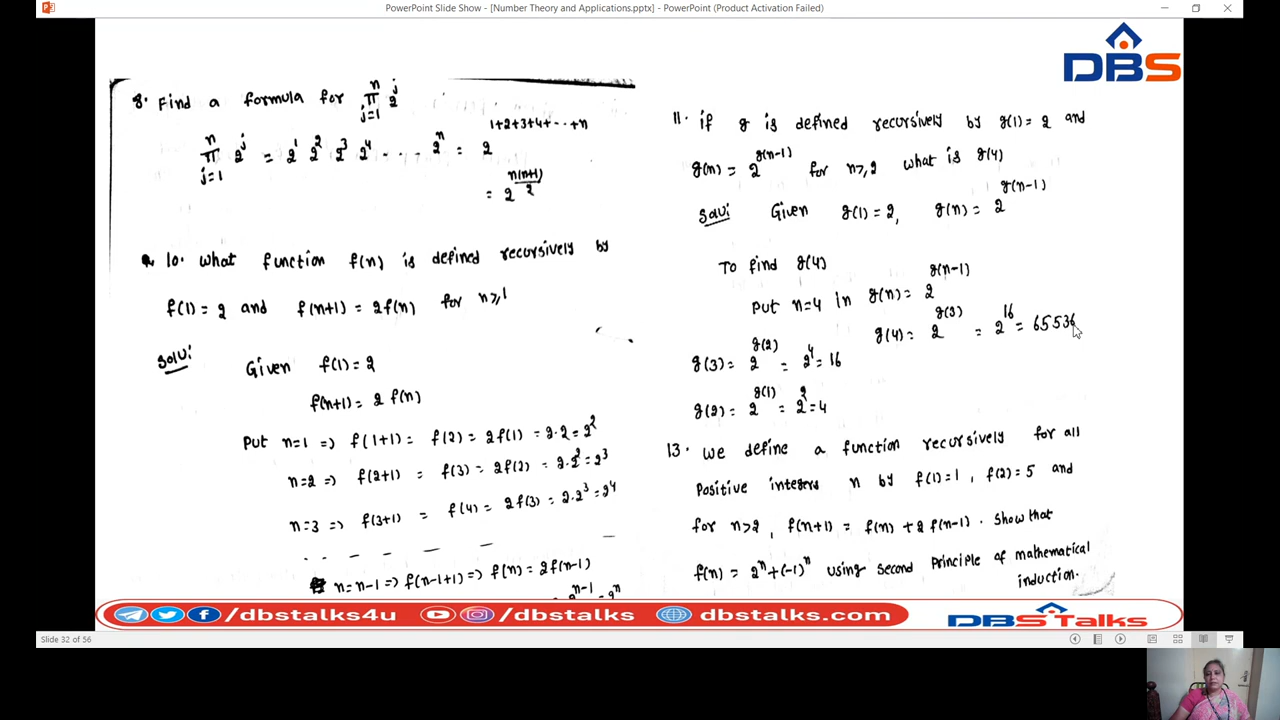 PowerPoint Slide Show - [Number Theory and Applications.pptx] - PowerPoint (Product Activation Failed)
DBS
8. Find a formula for n∏j=1 2^j
n∏j=1 2^j = 2^1 2^2 2^3 2^4 ..... 2^n = 2^1+2+3+4+...+n
= 2^n(n+1)/2
10. What function f(n) is defined recursively by
f(1) = 2 and f(n+1) = 2f(n) for n≥1
Solu:
Given f(1) = 2
f(n+1) = 2 f(n)
Put n=1 => f(1+1) = f(2) = 2f(1) = 2·2 = 2^2
n=2 => f(2+1) = f(3) = 2f(2) = 2·2^2 = 2^3
n=3 => f(3+1) = f(4) = 2f(3) = 2·2^3 = 2^4
n=n-1 => f(n-1+1) => f(n) = 2f(n-1)
11. if g is defined recursively by g(1) = 2 and
g(n) = 2^g(n-1) for n≥2 what is g(4)
Solu: Given g(1) = 2, g(n) = 2^g(n-1)
To find g(4)
Put n=4 in g(n) = 2^g(n-1)
g(4) = 2^g(3) = 2^16 = 65536
g(3) = 2^g(2) = 2^4 = 16
g(2) = 2^g(1) = 2^2 = 4
13. We define a function recursively for all
Positive integers n by f(1) = 1, f(2) = 5 and
for n>2, f(n+1) = f(n) + 2 f(n-1). Show that
f(n) = 2^n + (-1)^n using second Principle of mathematical
induction.
/dbstalks4u /dbstalks dbstalks.com
DBS Talks
Slide 32 of 56